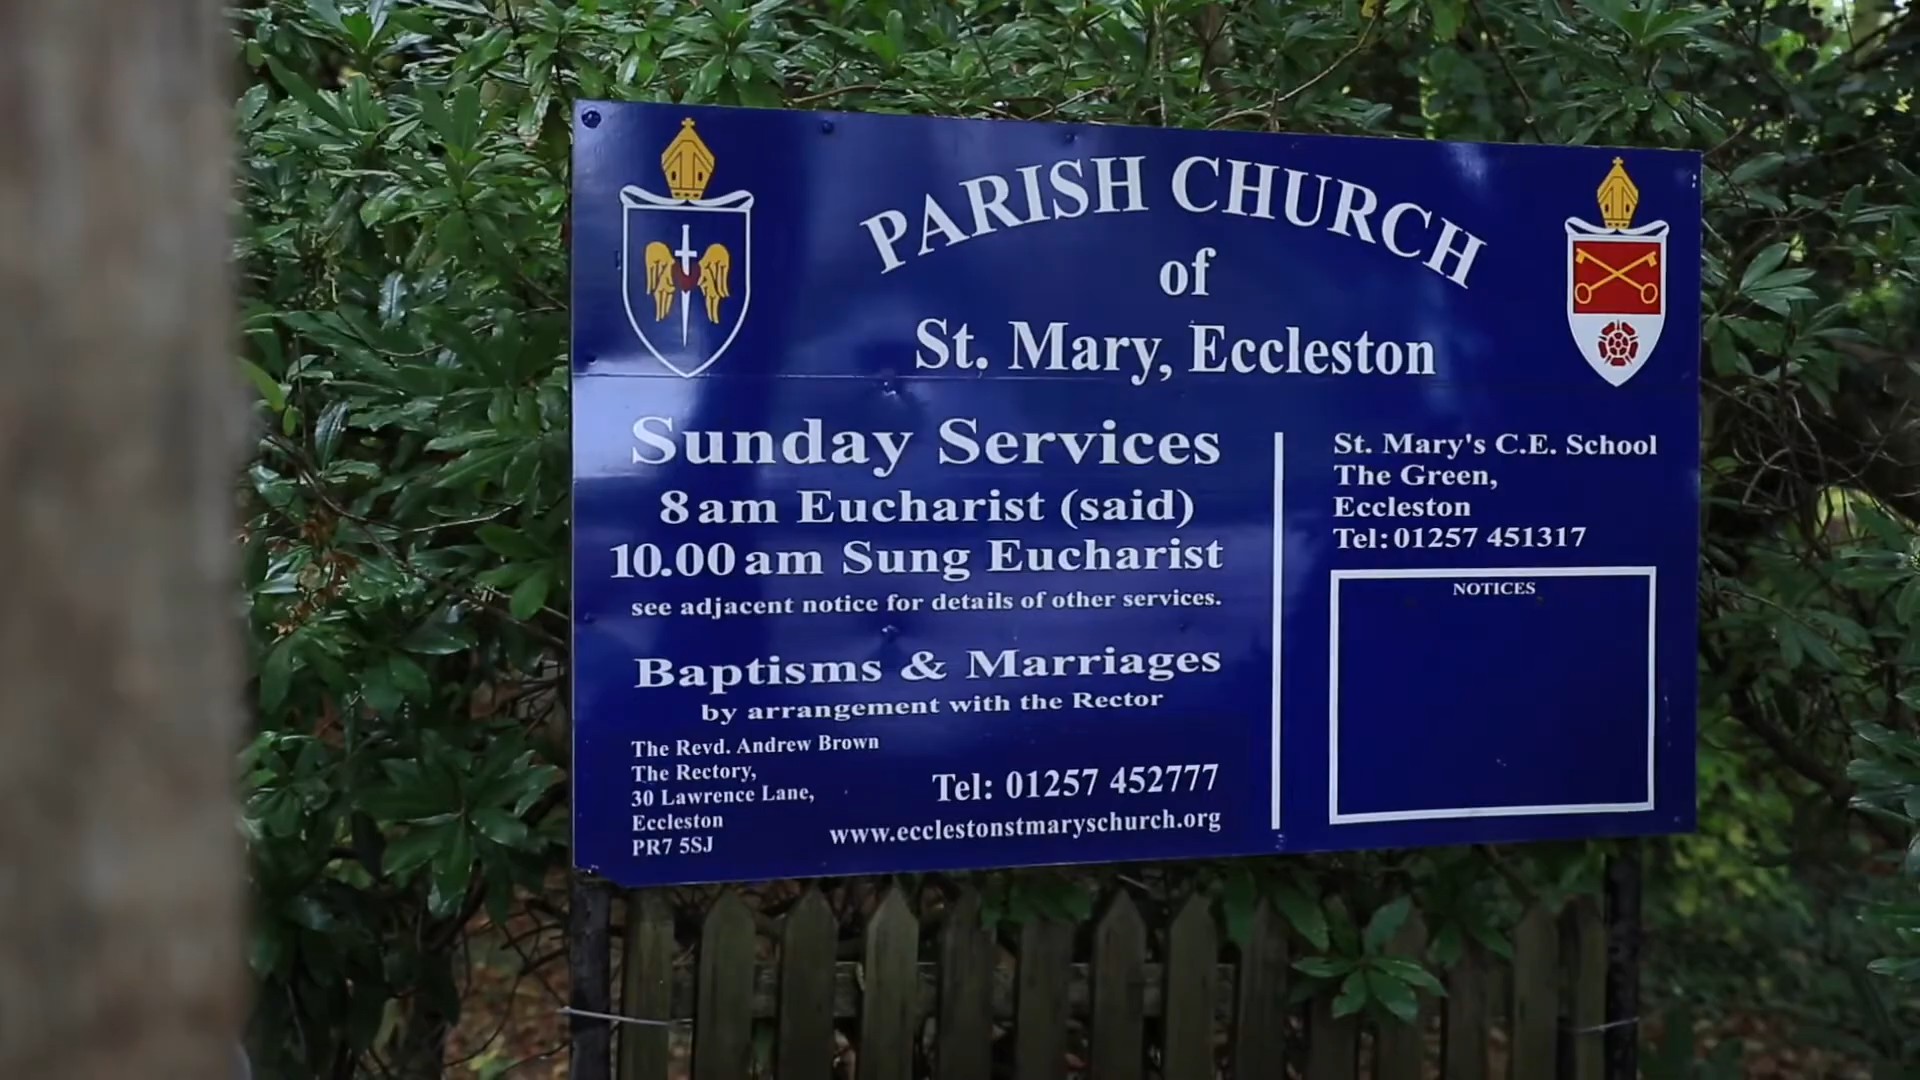 PARISH CHURCH
of
St. Mary, Eccleston
Sunday Services
8am Eucharist (said)
10.00am Sung Eucharist
see adjacent notice for details of other services.
Baptisms & Marriages
by arrangement with the Rector
The Revd. Andrew Brown
The Rectory,
30 Lawrence Lane,
Eccleston
PR7 5SJ
Tel: 01257 452777
www.ecclestonstmaryschurch.org
St. Mary's C.E. School
The Green,
Eccleston
Tel:01257 451317
NOTICES